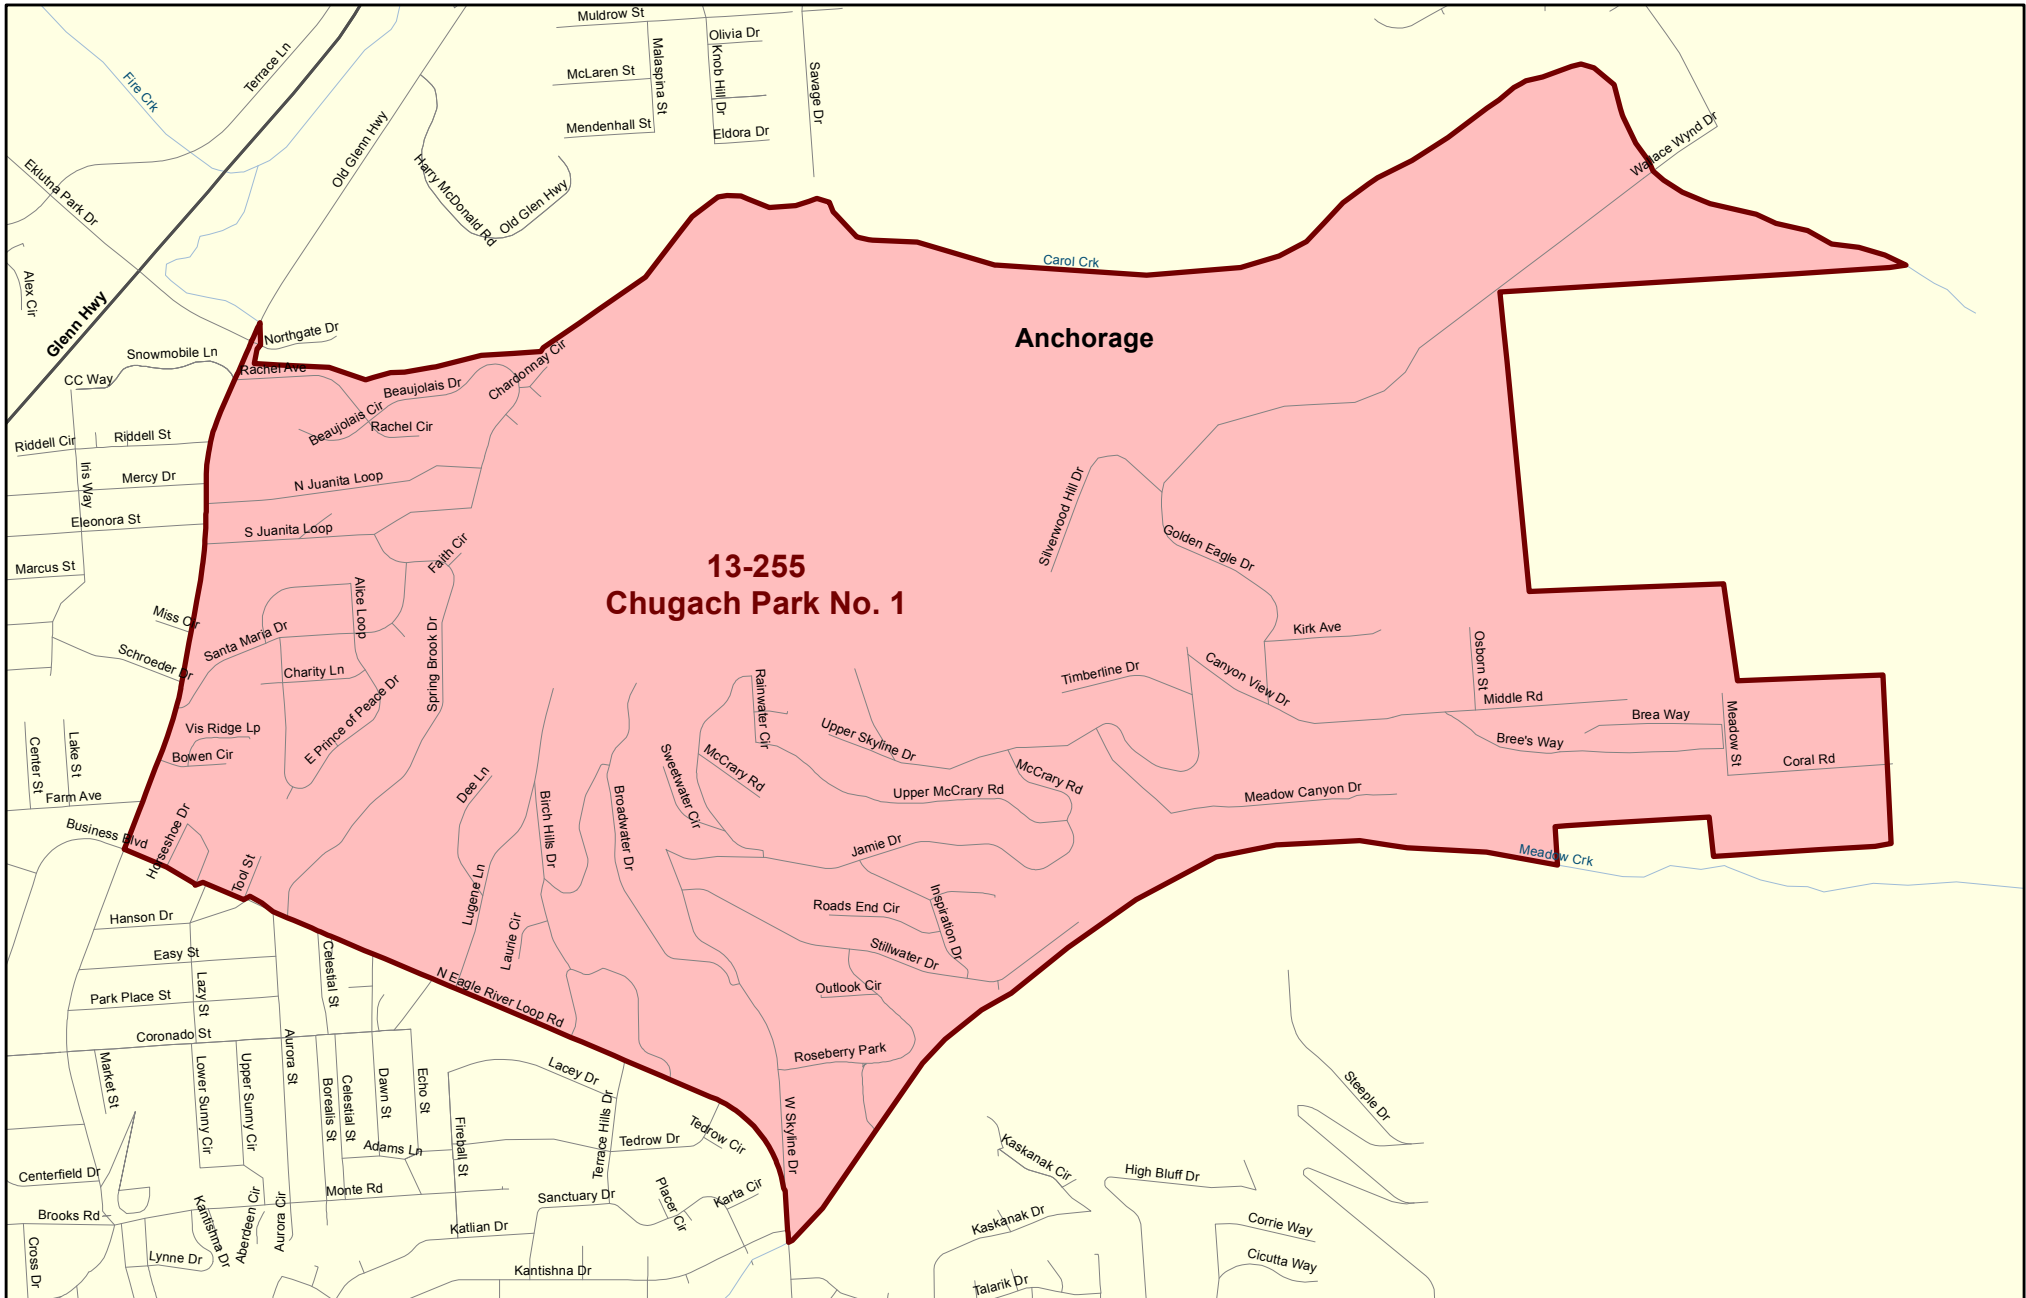 Muldrow St
Olivia Dr
Terrace Ln
Malaspina St
Knob Hill Dr
Savage Dr
McLaren St
Fire Crk
Mendenhall St
Eldora Dr
Old Glenn Hwy
Wallace Wynd Dr
Harry McDonald Rd
Old Glen Hwy
Eklutna Park Dr
Carol Crk
Alex Cir
Glenn Hwy
Northgate Dr
Anchorage
Snowmobile Ln
CC Way
Rachel Ave
Chardonnay Cir
Beaujolais Dr
Beaujolais Cir
Rachel Cir
Riddell Cir
Riddell St
Iris Way
Mercy Dr
N Juanita Loop
Eleonora St
S Juanita Loop
Silverwood Hill Dr
Golden Eagle Dr
Faith Cir
Marcus St
13-255
Chugach Park No. 1
Alice Loop
Miss Cir
Santa Maria Dr
Schroeder Dr
Kirk Ave
Osborn St
Spring Brook Dr
Charity Ln
E Prince of Peace Dr
Timberline Dr
Canyon View Dr
Rainwater Cir
Middle Rd
Brea Way
Meadow St
Bree's Way
Coral Rd
Vis Ridge Lp
Bowen Cir
Center St
Lake St
Upper Skyline Dr
Sweetwater Cir
McCrary Rd
McCrary Rd
Upper McCrary Rd
Meadow Canyon Dr
Dee Ln
Birch Hills Dr
Broadwater Dr
Farm Ave
Business Blvd
Horseshoe Dr
Jamie Dr
Meadow Crk
Tool St
Lugene Ln
Hanson Dr
Roads End Cir
Inspiration Dr
Laurie Cir
Stillwater Dr
Easy St
Celestial St
Lazy St
N Eagle River Loop Rd
Outlook Cir
Park Place St
Coronado St
Aurora St
Roseberry Park
Market St
Lower Sunny Cir
Upper Sunny Cir
Borealis St
Celestial St
Dawn St
Echo St
Lacey Dr
Steeple Dr
Fireball St
Terrace Hills Dr
W Skyline Dr
Tedrow Dr
Tedrow Cir
Adams Ln
Kaskanak Cir
High Bluff Dr
Centerfield Dr
Monte Rd
Sanctuary Dr
Placer Cir
Karta Cir
Brooks Rd
Kantishna Dr
Aberdeen Cir
Aurora Cir
Katlian Dr
Kaskanak Dr
Corrie Way
Cross Dr
Lynne Dr
Kantishna Dr
Cicutta Way
Talarik Dr